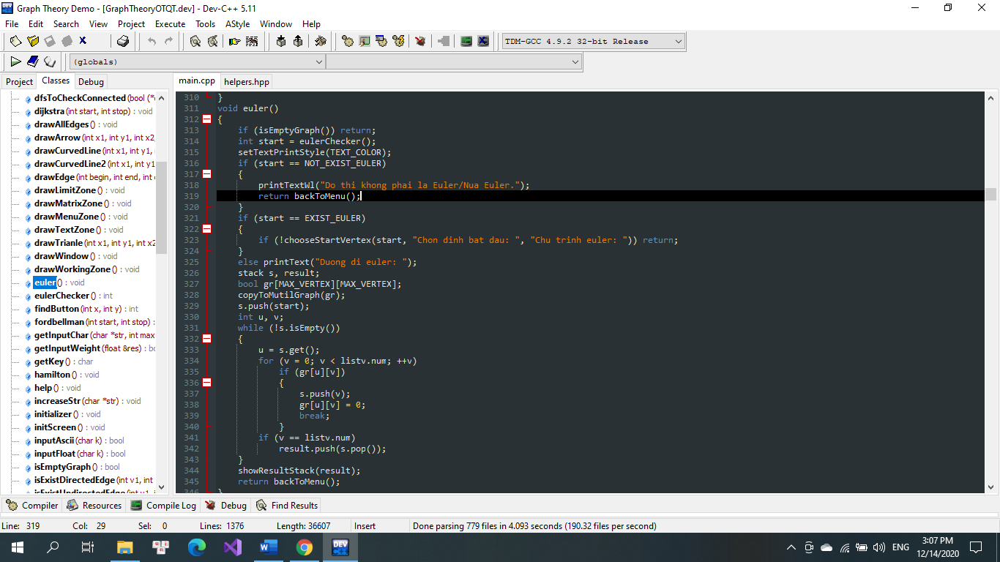 Graph Theory Demo - [GraphTheoryOTQT.dev] - Dev-C++ 5.11
File Edit Search View Project Execute Tools AStyle Window Help
TDM-GCC 4.9.2 32-bit Release
(globals)
Project Classes Debug
main.cpp helpers.hpp
dfsToCheckConnected (bool (*
dijkstra (int start, int stop) : void
drawAllEdges () : void
drawArrow (int x1, int y1, int x2,
drawCurvedLine (int x1, int y1,
drawCurvedLine2 (int x1, int y1
drawEdge (int begin, int end, int
drawLimitZone () : void
drawMatrixZone () : void
drawMenuZone () : void
drawTextZone () : void
drawTrianle (int x1, int y1, int x2
drawWindow () : void
drawWorkingZone () : void
euler () : void
eulerChecker () : int
findButton (int x, int y) : int
fordbellman (int start, int stop) :
getInputChar (char *str, int max
getInputWeight (float &res) : bo
getKey () : char
hamilton () : void
help () : void
increaseStr (char *str) : void
initializer () : void
initScreen () : void
inputAscii (char k) : bool
inputFloat (char k) : bool
isEmptyGraph () : bool
isExistDirectedEdge (int v1, int
isExistUndirectedEdge (int v1, i
310 }
311 void euler()
312 {
313 if (isEmptyGraph()) return;
314 int start = eulerChecker();
315 setTextPrintStyle(TEXT_COLOR);
316 if (start == NOT_EXIST_EULER)
317 {
318 printTextWl("Do thi khong phai la Euler/Nua Euler.");
319 return backToMenu();
320 }
321 if (start == EXIST_EULER)
322 {
323 if (!chooseStartVertex(start, "Chon dinh bat dau: ", "Chu trinh euler: ")) return;
324 }
325 else printText("Duong di euler: ");
326 stack s, result;
327 bool gr[MAX_VERTEX][MAX_VERTEX];
328 copyToMutilGraph(gr);
329 s.push(start);
330 int u, v;
331 while (!s.isEmpty())
332 {
333 u = s.get();
334 for (v = 0; v < listv.num; ++v)
335 if (gr[u][v])
336 {
337 s.push(v);
338 gr[u][v] = 0;
339 break;
340 }
341 if (v == listv.num)
342 result.push(s.pop());
343 }
344 showResultStack(result);
345 return backToMenu();
346 }
Compiler Resources Compile Log Debug Find Results
Line: 319 Col: 29 Sel: 0 Lines: 1376 Length: 36607 Insert Done parsing 779 files in 4.093 seconds (190.32 files per second)
ENG
3:07 PM
12/14/2020